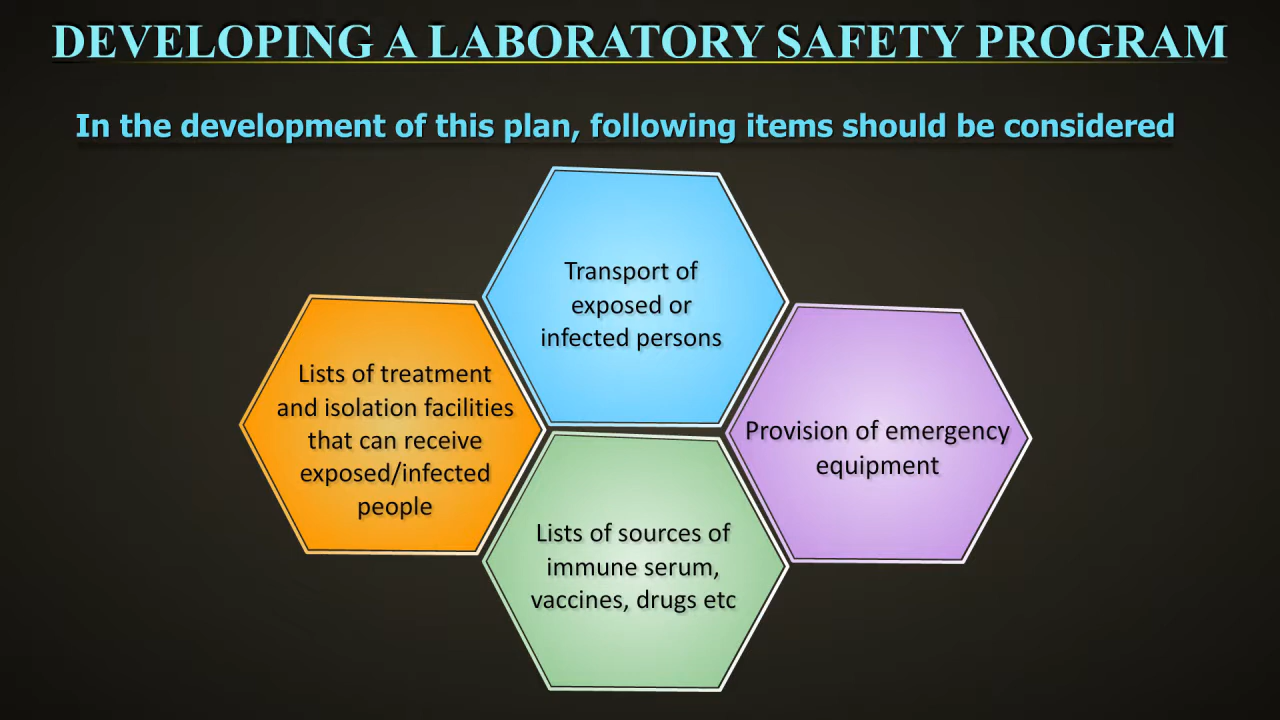 DEVELOPING A LABORATORY SAFETY PROGRAM
In the development of this plan, following items should be considered
Transport of
exposed or
infected persons
Lists of treatment
and isolation facilities
that can receive
exposed/infected
people
Provision of emergency
equipment
Lists of sources of
immune serum,
vaccines, drugs etc